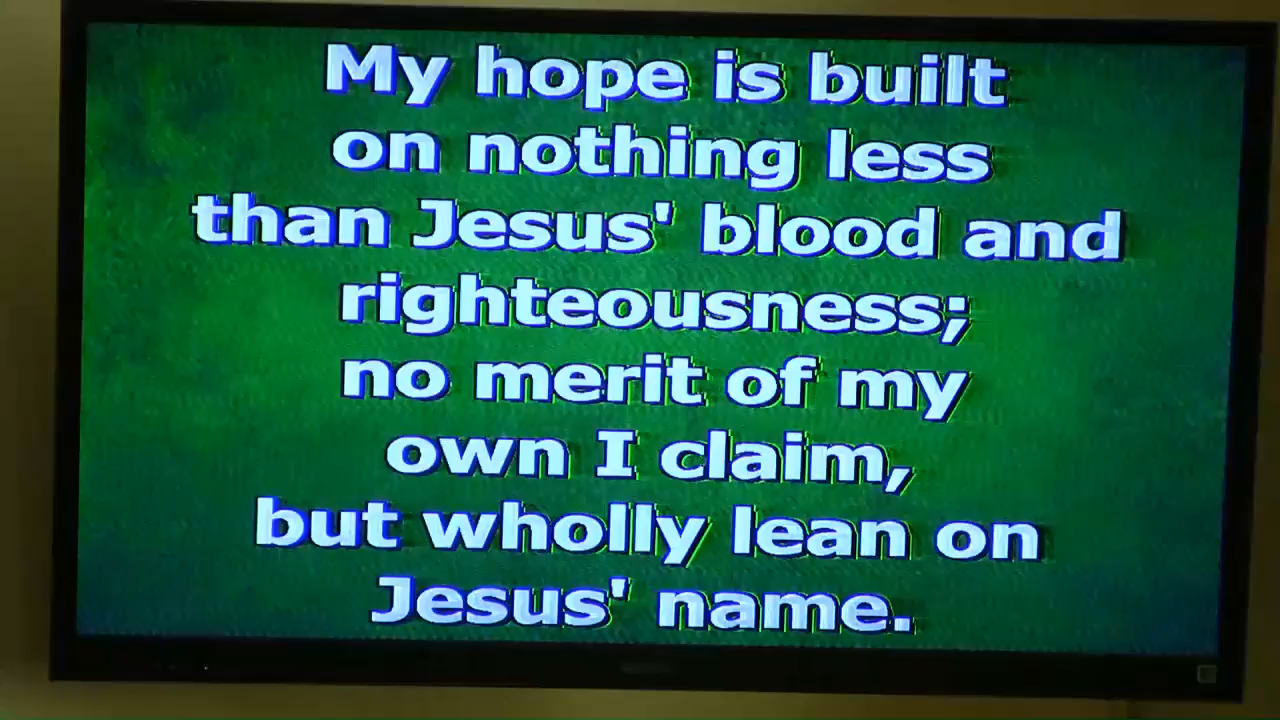 My hope is built
on nothing less
than Jesus' blood and
righteousness;
no merit of my
own I claim,
but wholly lean on
Jesus' name.